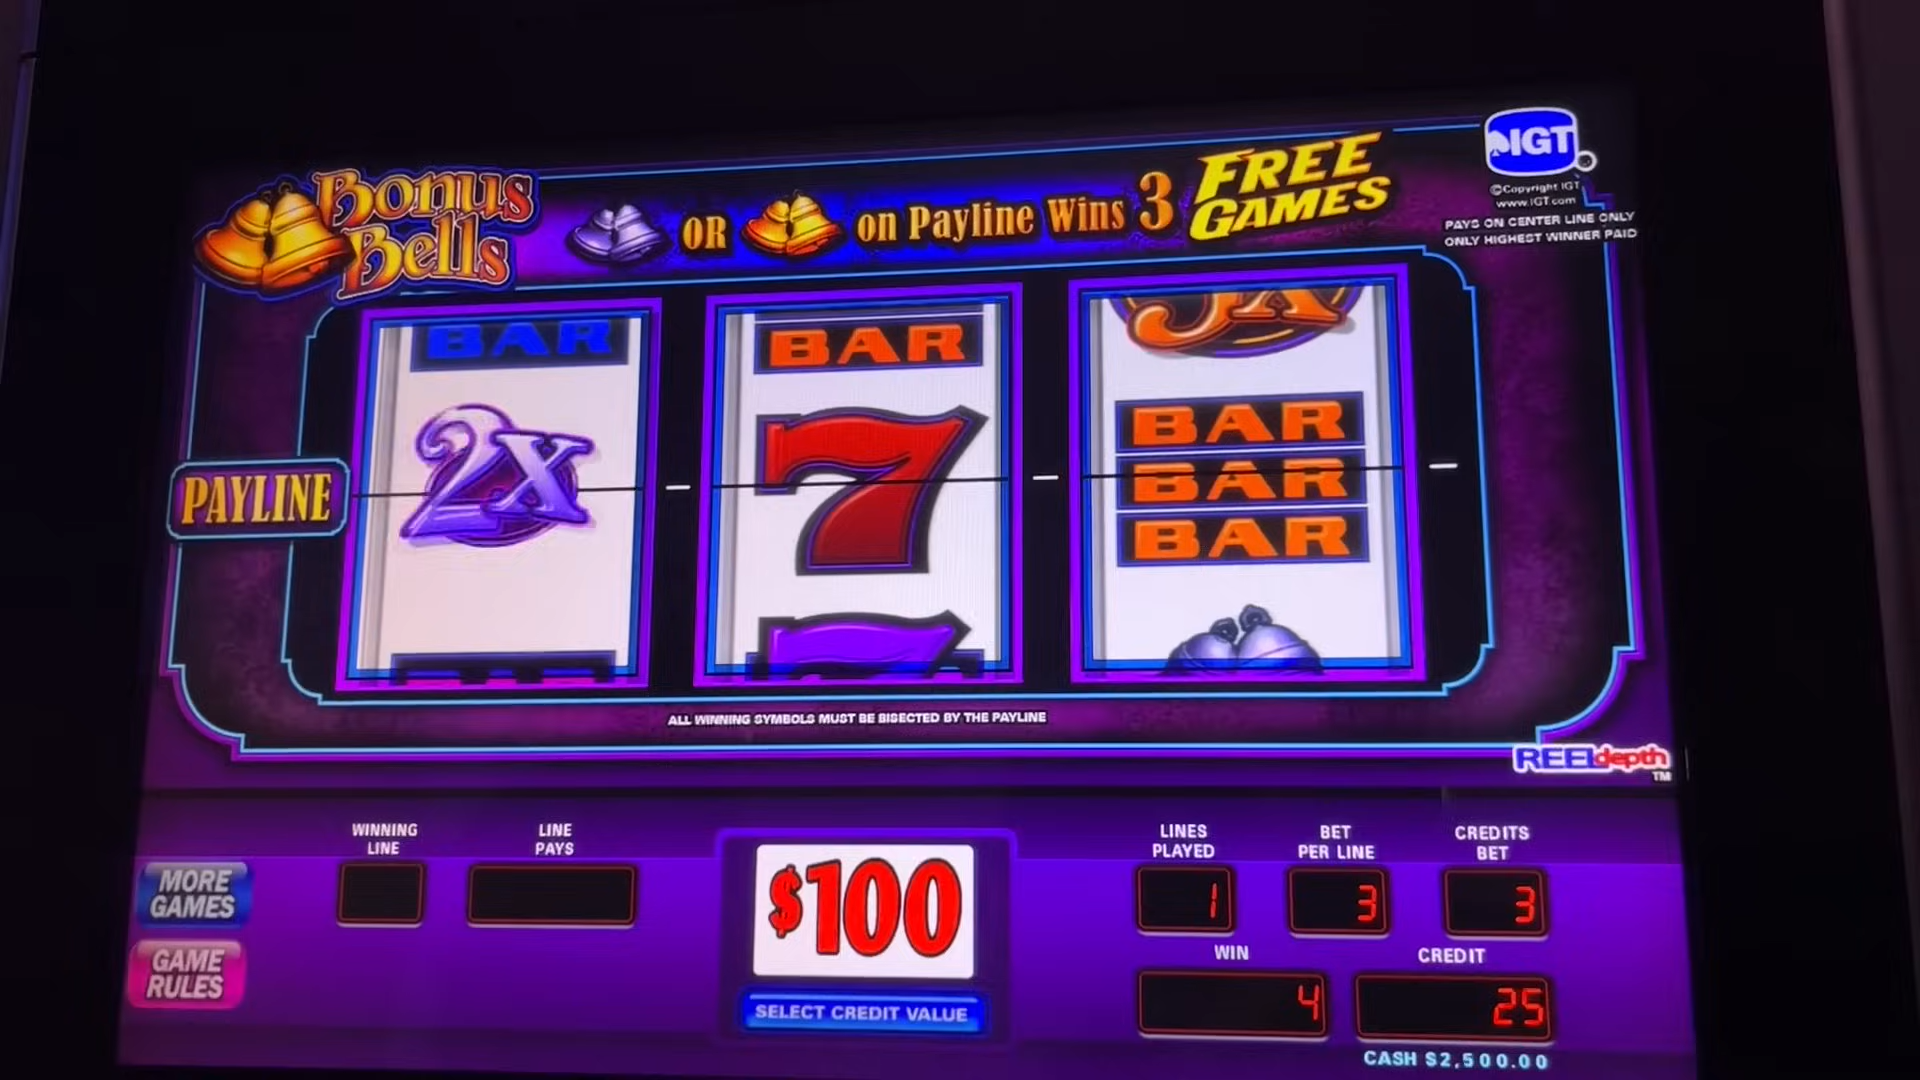 Bonus
Bells
OR
on Payline Wins 3
FREE
GAMES
IGT
©Copyright IGT
www.IGT.com
PAYS ON CENTER LINE ONLY
ONLY HIGHEST WINNER PAID
BAR
2X
BAR
7
3X
BAR
BAR
BAR
PAYLINE
ALL WINNING SYMBOLS MUST BE BISECTED BY THE PAYLINE
REELdepth
TM
WINNING
LINE
LINE
PAYS
MORE
GAMES
GAME
RULES
$100
SELECT CREDIT VALUE
LINES
PLAYED
1
BET
PER LINE
3
CREDITS
BET
3
WIN
4
CREDIT
25
CASH $2,500.00